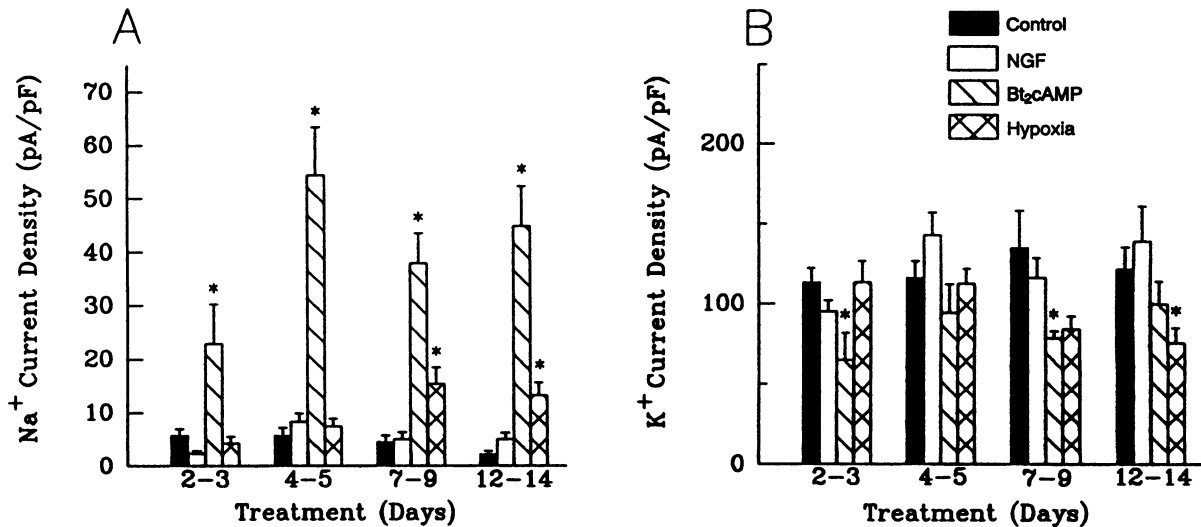 A
Na⁺ Current Density (pA/pF)
70
60
50
40
30
20
10
0
*
*
*
*
*
*
2–3
4–5
7–9
12–14
Treatment (Days)
B
Control
NGF
Bt₂cAMP
Hypoxia
K⁺ Current Density (pA/pF)
200
100
0
*
*
*
2–3
4–5
7–9
12–14
Treatment (Days)